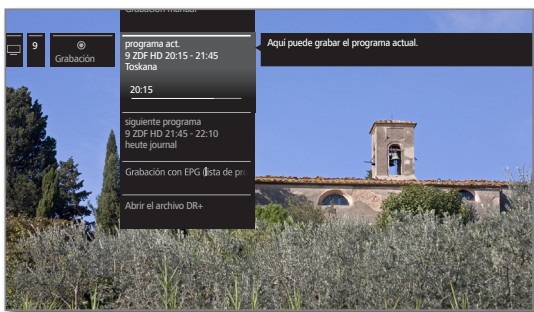 Grabación manual
9
Grabación
programa act.
9 ZDF HD 20:15 - 21:45
Toskana
20:15
Aquí puede grabar el programa actual.
siguiente programa
9 ZDF HD 21:45 - 22:10
heute journal
Grabación con EPG (lista de pro
Abrir el archivo DR+